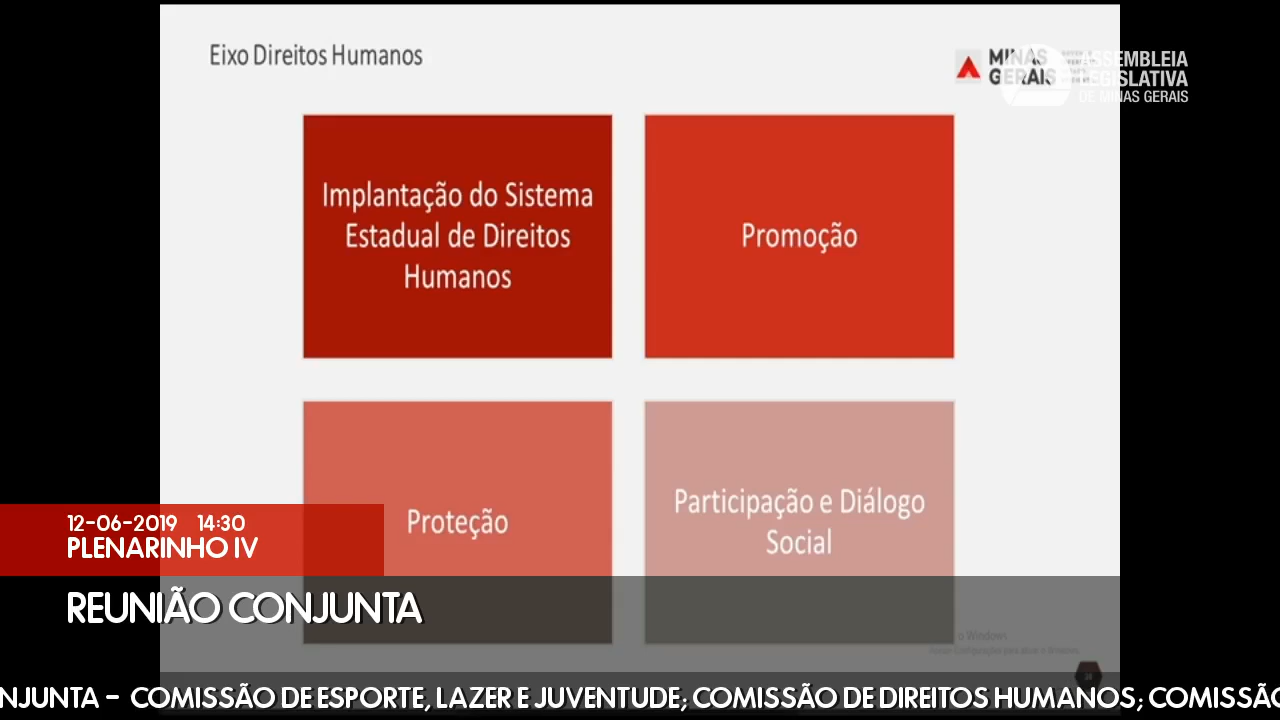 Eixo Direitos Humanos
MINAS
GERAIS
ASSEMBLEIA
LEGISLATIVA
DE MINAS GERAIS
Implantação do Sistema
Estadual de Direitos
Humanos
Promoção
Proteção
Participação e Diálogo
Social
12-06-2019 14:30
PLENARINHO IV
REUNIÃO CONJUNTA
o Windows
NJUNTA - COMISSÃO DE ESPORTE, LAZER E JUVENTUDE; COMISSÃO DE DIREITOS HUMANOS; COMISSÃO